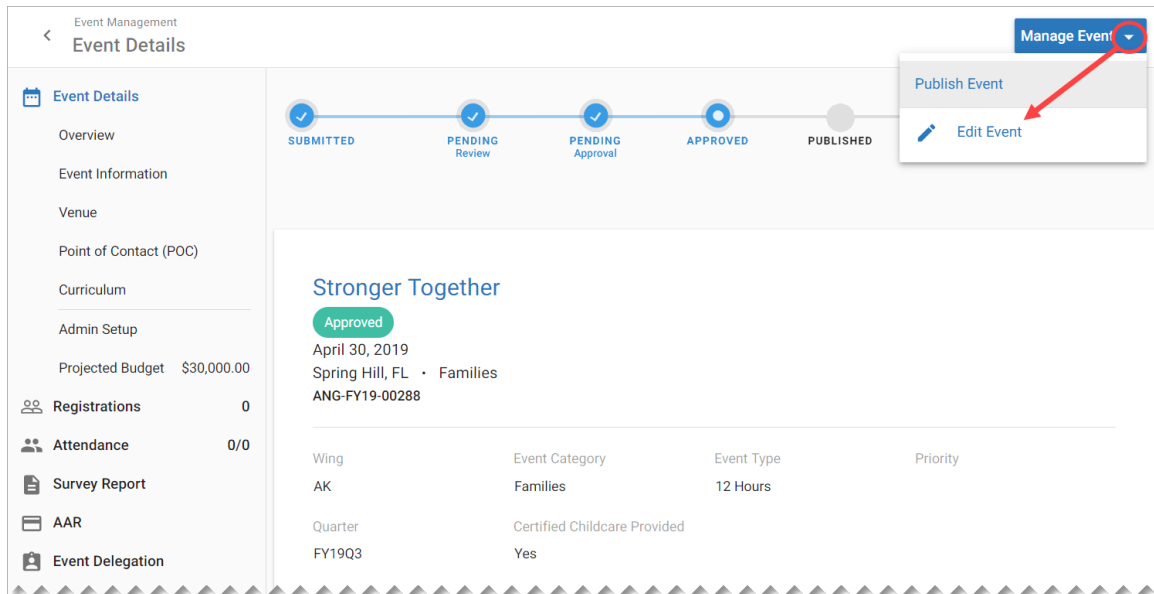 Event Management
Event Details
Manage Event
Publish Event
Edit Event
Event Details
Overview
Event Information
Venue
Point of Contact (POC)
Curriculum
Admin Setup
Projected Budget $30,000.00
Registrations 0
Attendance 0/0
Survey Report
AAR
Event Delegation
SUBMITTED
PENDING
Review
PENDING
Approval
APPROVED
PUBLISHED
Stronger Together
Approved
April 30, 2019
Spring Hill, FL • Families
ANG-FY19-00288
Wing Event Category Event Type Priority
AK Families 12 Hours
Quarter Certified Childcare Provided
FY19Q3 Yes